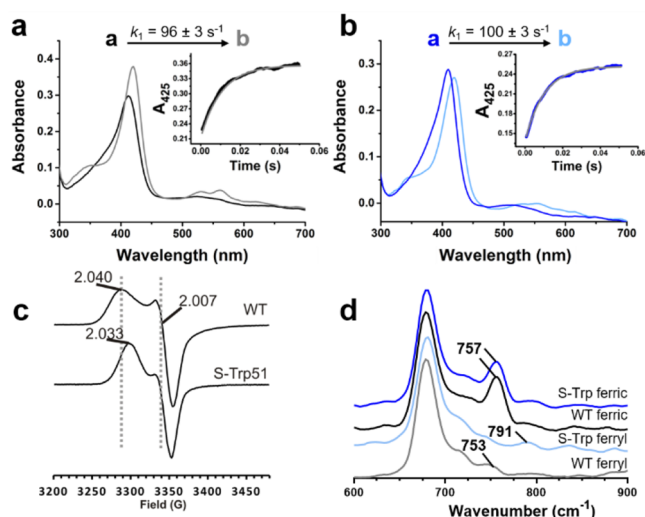 a
a k₁ = 96 ± 3 s⁻¹ b
Absorbance
0.4
0.3
0.2
0.1
0.0
300 400 500 600 700
Wavelength (nm)
A₄₂₅
0.36
0.33
0.30
0.27
0.24
0.21
0.00 0.02 0.04 0.06
Time (s)
b
a k₁ = 100 ± 3 s⁻¹ b
Absorbance
0.3
0.2
0.1
0.0
300 400 500 600 700
Wavelength (nm)
A₄₂₅
0.28
0.24
0.20
0.16
0.00 0.02 0.04 0.06
Time (s)
c
2.040
2.007
WT
2.033
S-Trp51
3200 3250 3300 3350 3400 3450
Field (G)
d
757
S-Trp ferric
WT ferric
791
S-Trp ferryl
753
WT ferryl
600 700 800 900
Wavenumber (cm⁻¹)